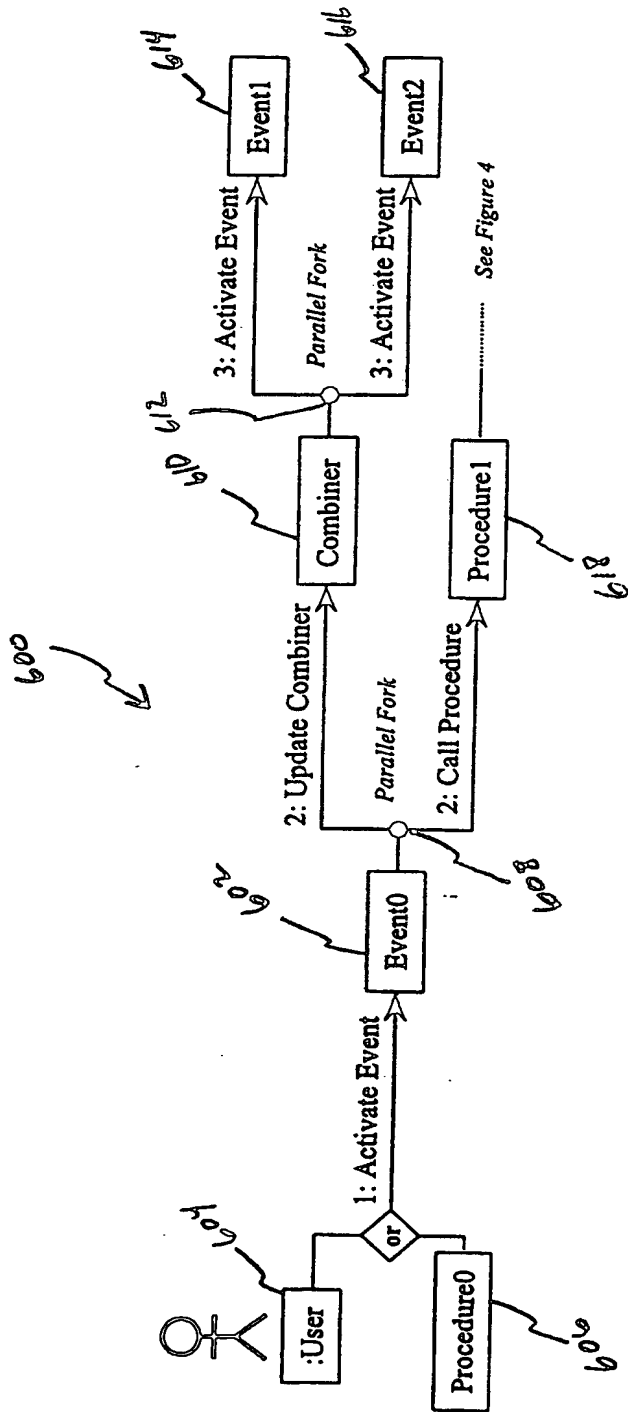 600
604
:User
or
Procedure0
606
1: Activate Event
602
Event0
608
2: Update Combiner
Parallel Fork
2: Call Procedure
610
Combiner
612
Procedure1
618
See Figure 4
3: Activate Event
Parallel Fork
3: Activate Event
614
Event1
616
Event2